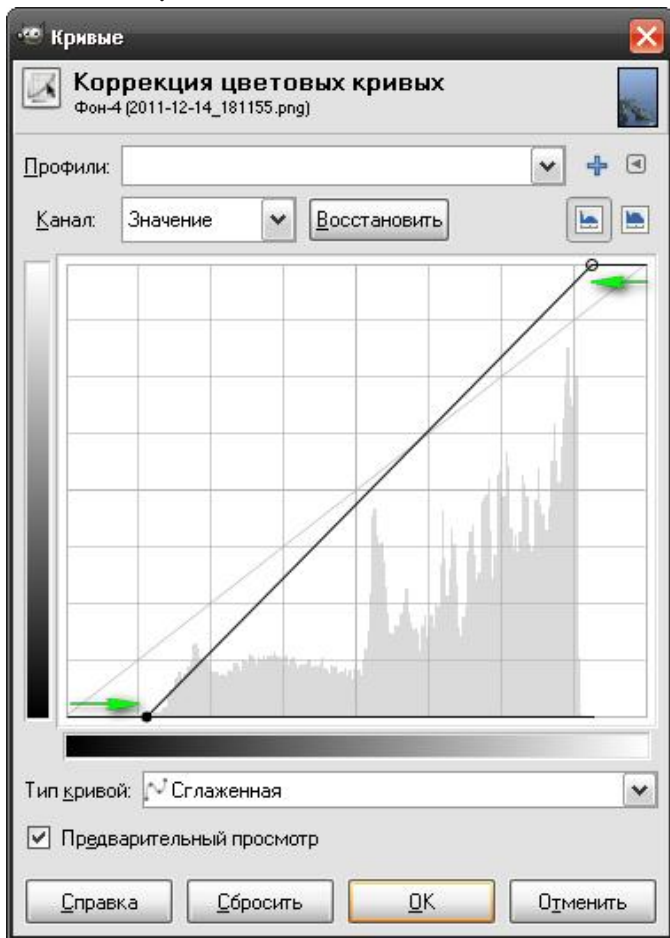 Кривые
Коррекция цветовых кривых
Фон-4 (2011-12-14_181155.png)
Профили:
Канал: Значение Восстановить
Тип кривой: Сглаженная
Предварительный просмотр
Справка Сбросить OK Отменить